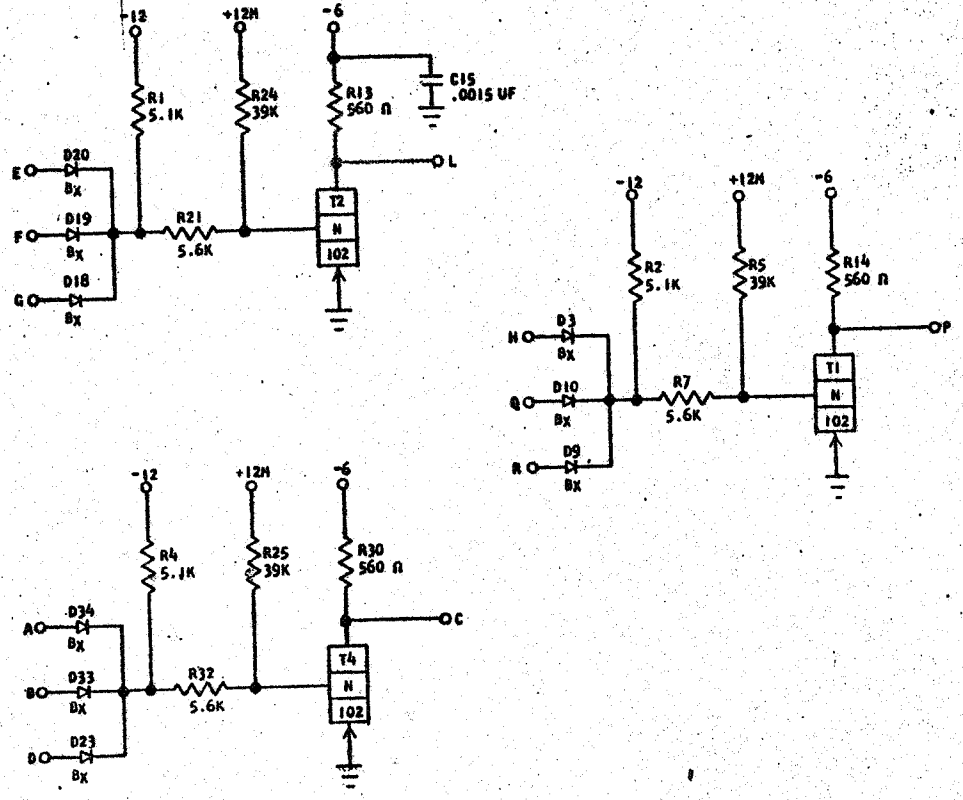 -12
+12M
-6
R1
5.1K
R24
39K
R13
560 Ω
C15
.0015 UF
E
D20
BX
L
F
D19
BX
R21
5.6K
T2
N
102
G
D18
BX
-12
+12M
-6
R2
5.1K
R5
39K
R14
560 Ω
H
D3
BX
P
Q
D10
BX
R7
5.6K
T1
N
102
R
D9
BX
-12
+12M
-6
R4
5.1K
R25
39K
R30
560 Ω
A
D34
BX
C
B
D33
BX
R32
5.6K
T4
N
102
D
D23
BX